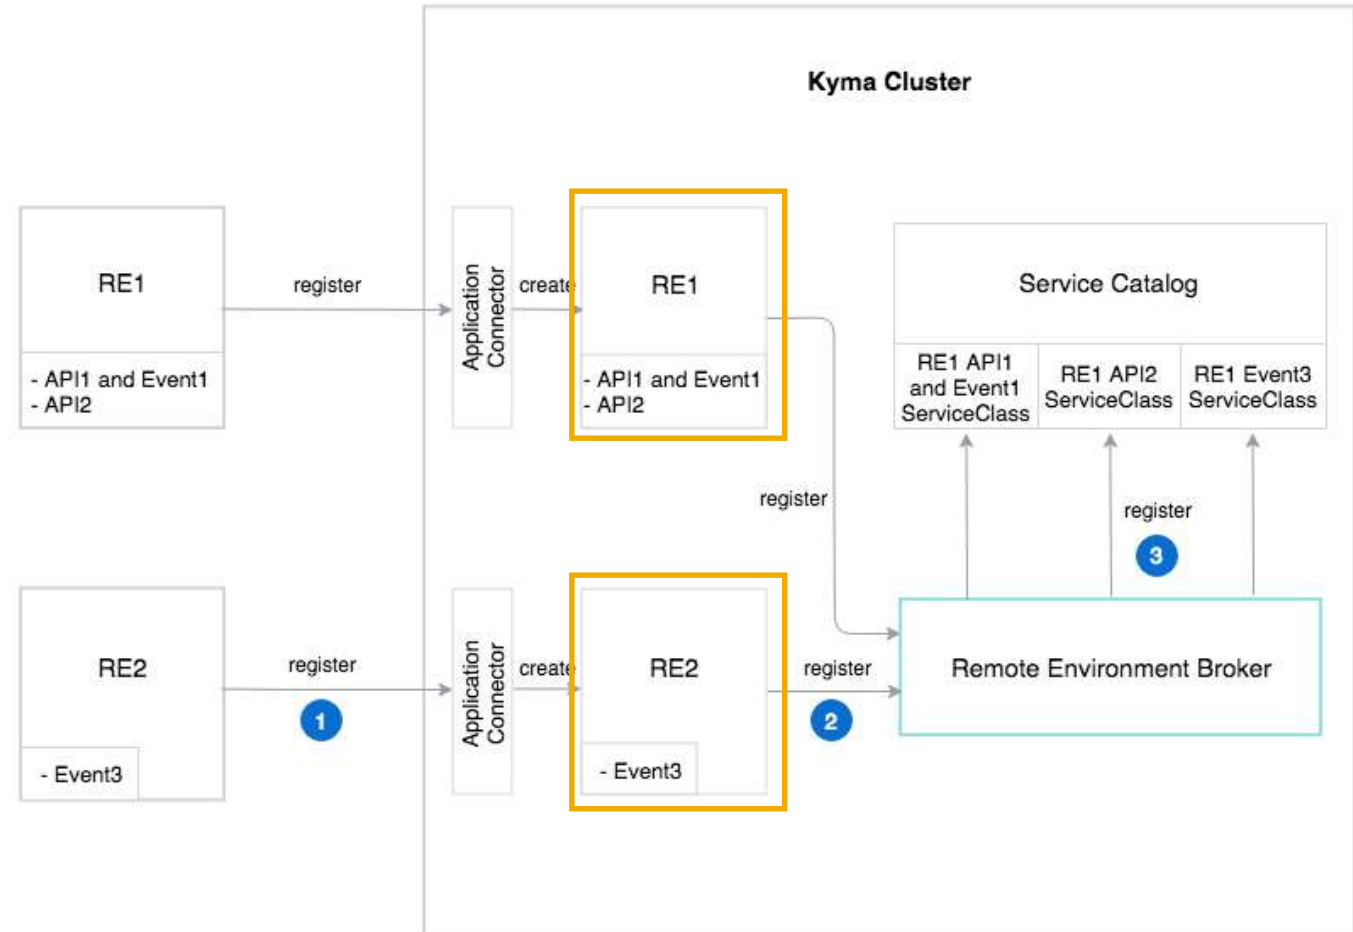 Kyma Cluster
RE1
- API1 and Event1
- API2
register
Application
Connector
create
RE1
- API1 and Event1
- API2
register
Service Catalog
RE1 API1
and Event1
ServiceClass
RE1 API2
ServiceClass
RE1 Event3
ServiceClass
register
3
RE2
- Event3
register
1
Application
Connector
create
RE2
- Event3
register
2
Remote Environment Broker